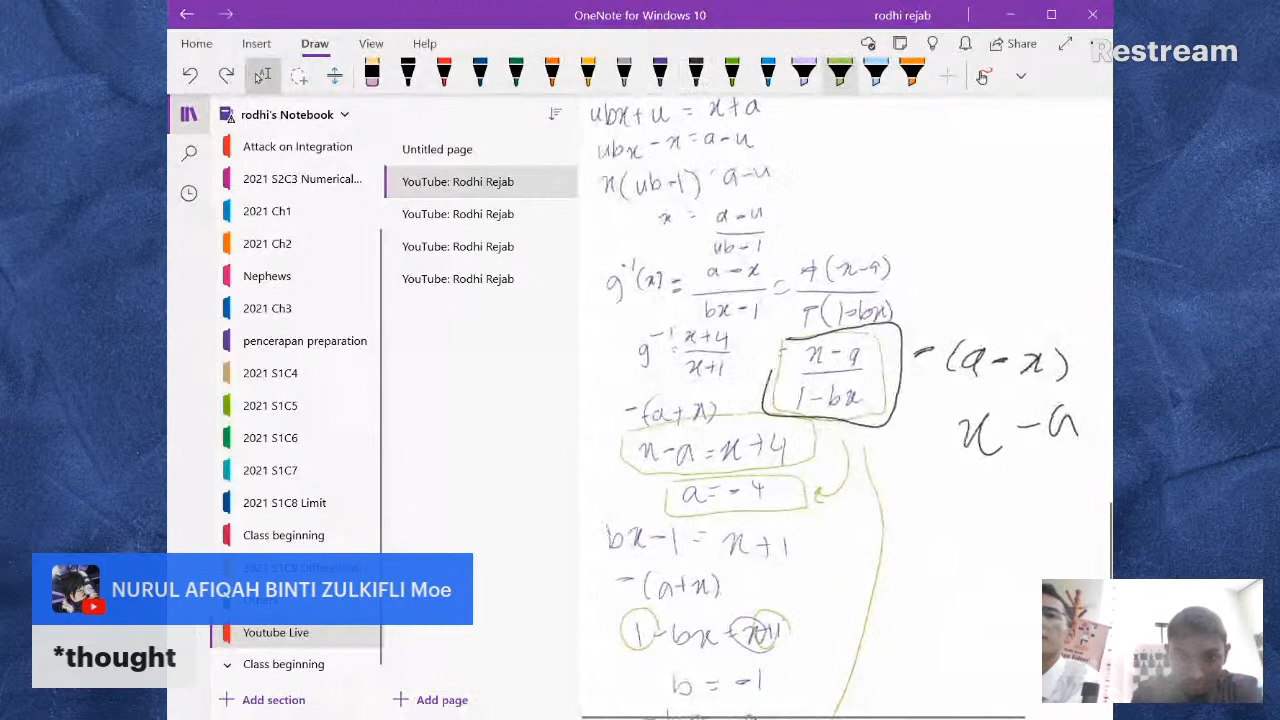 OneNote for Windows 10
rodhi rejab
Restream
Home Insert Draw View Help
Share
rodhi's Notebook
Attack on Integration
2021 S2C3 Numerical...
2021 Ch1
2021 Ch2
Nephews
2021 Ch3
pencerapan preparation
2021 S1C4
2021 S1C5
2021 S1C6
2021 S1C7
2021 S1C8 Limit
Class beginning
Youtube Live
Class beginning
Add section
Untitled page
YouTube: Rodhi Rejab
YouTube: Rodhi Rejab
YouTube: Rodhi Rejab
YouTube: Rodhi Rejab
Add page
ubx + u = x + a
ubx - x = a - u
x(ub-1) = a-u
x = a-u / ub-1
g⁻¹(x) = a-x / bx-1 = -1(x-a) / -1(1-bx)
g⁻¹ = x+4 / x+1
= x-a / 1-bx
-(a-x)
x-a
-(a+x)
x-a = x+4
a = -4
bx-1 = x+1
-(a+x)
1-bx = x+1
b = -1
NURUL AFIQAH BINTI ZULKIFLI Moe
*thought